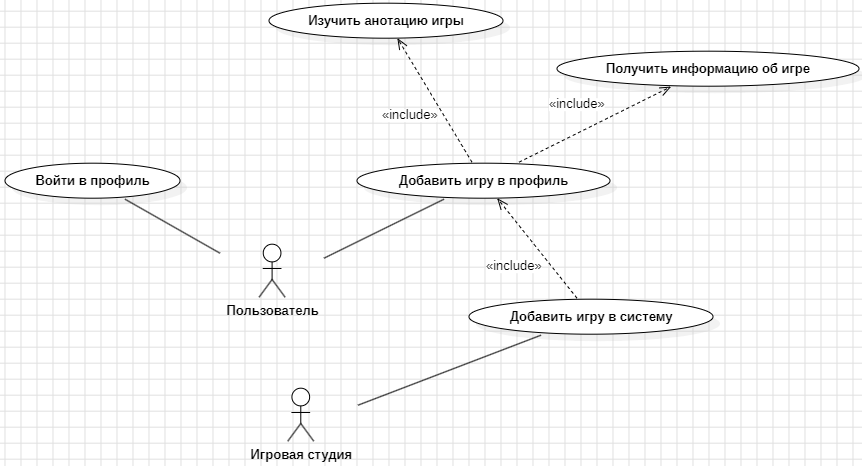 Изучить анотацию игры
Получить информацию об игре
«include»
«include»
Войти в профиль
Добавить игру в профиль
«include»
Пользователь
Добавить игру в систему
Игровая студия